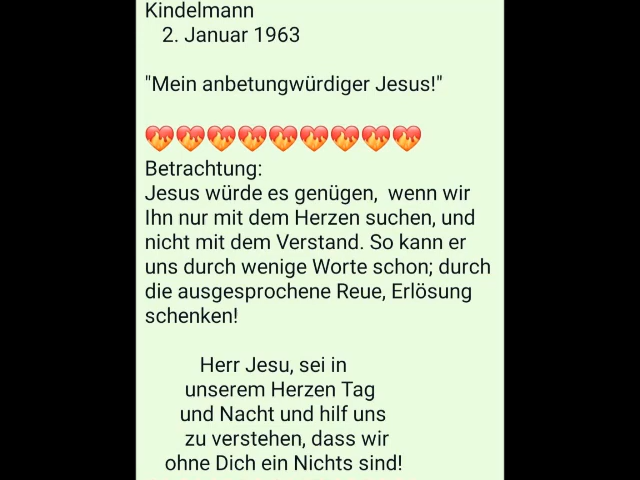 Kindelmann
2. Januar 1963
"Mein anbetungwürdiger Jesus!"
Betrachtung:
Jesus würde es genügen, wenn wir
Ihn nur mit dem Herzen suchen, und
nicht mit dem Verstand. So kann er
uns durch wenige Worte schon; durch
die ausgesprochene Reue, Erlösung
schenken!
Herr Jesu, sei in
unserem Herzen Tag
und Nacht und hilf uns
zu verstehen, dass wir
ohne Dich ein Nichts sind!